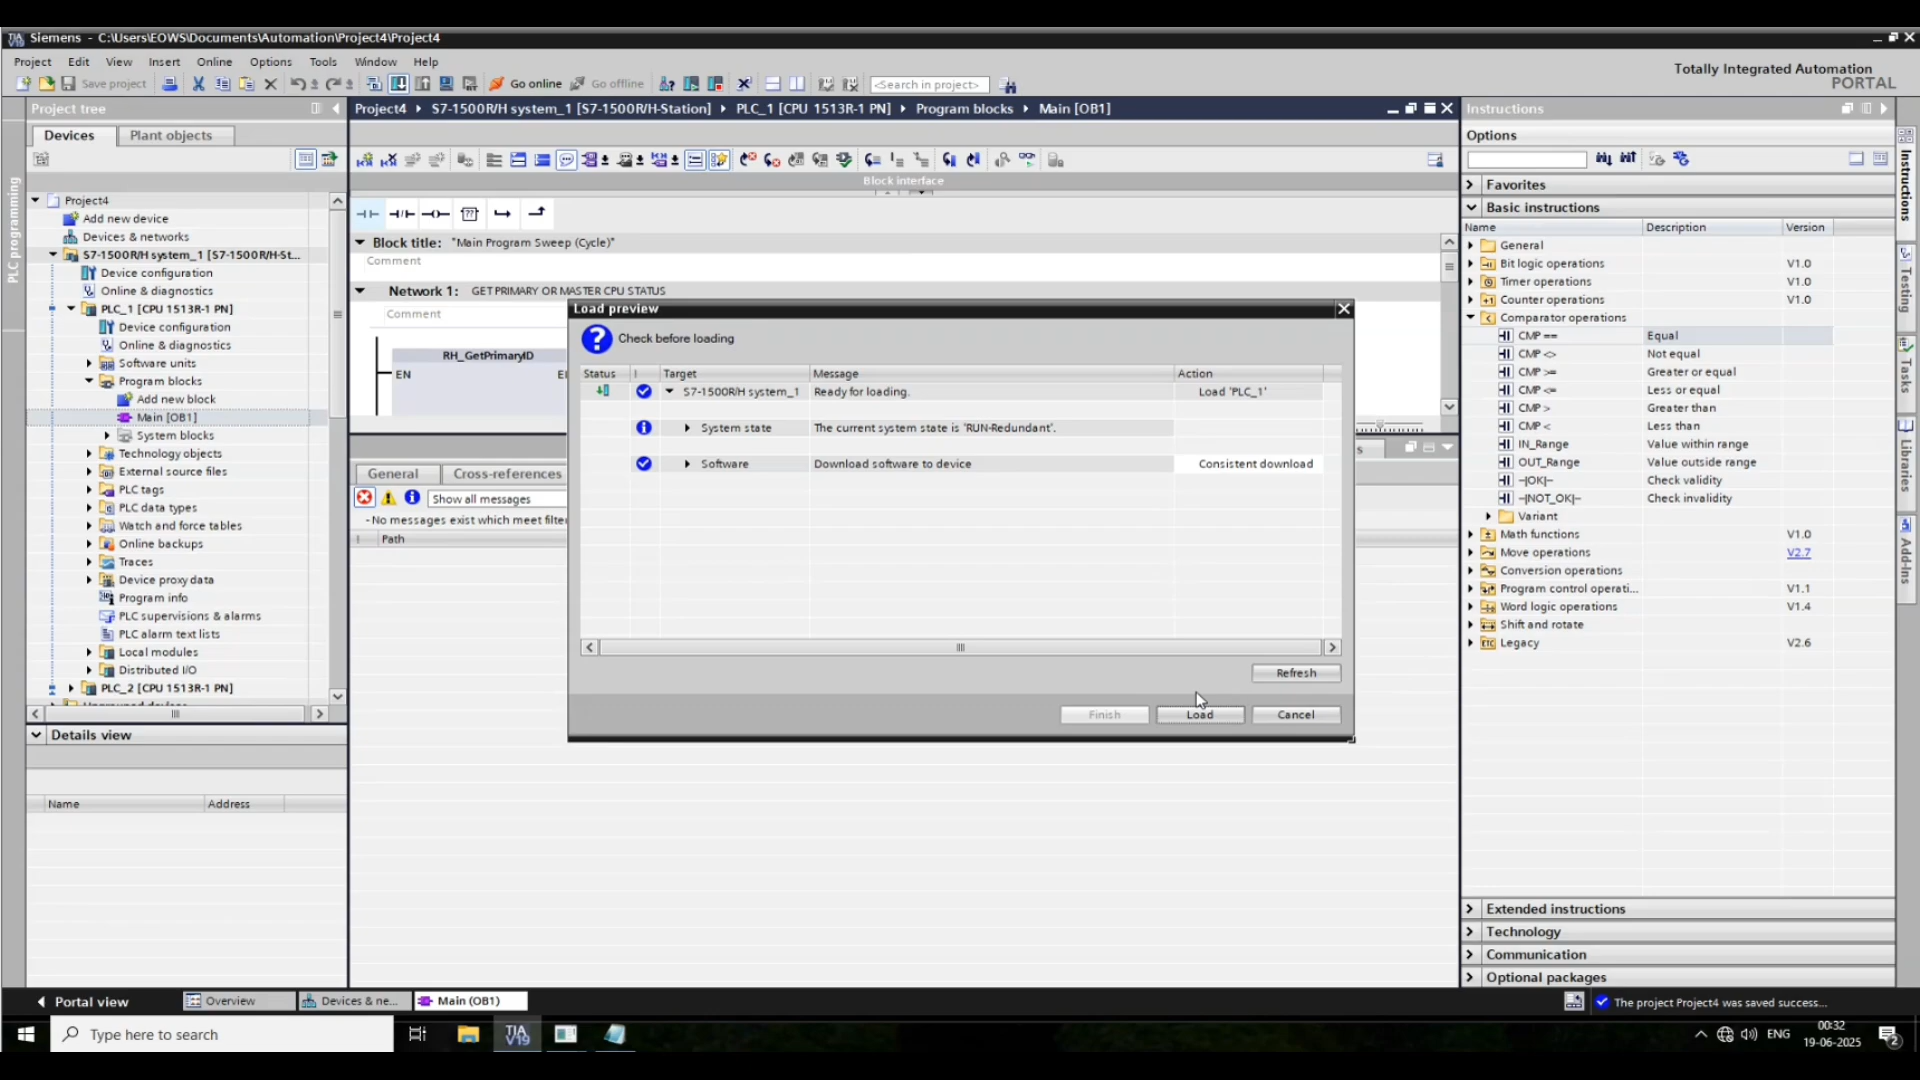 Siemens - C:\Users\EOWS\Documents\Automation\Project4\Project4
Project Edit View Insert Online Options Tools Window Help
Totally Integrated Automation
PORTAL
Save project
Go online
Go offline
<Search in project>
Project tree
Project4 S7-1500R/H system_1 [S7-1500R/H-Station] PLC_1 [CPU 1513R-1 PN] Program blocks Main [OB1]
Instructions
Devices
Plant objects
Options
Block interface
PLC programming
Project4
Add new device
Devices & networks
S7-1500R/H system_1 [S7-1500R/H-St...
Device configuration
Online & diagnostics
PLC_1 [CPU 1513R-1 PN]
Device configuration
Online & diagnostics
Software units
Program blocks
Add new block
Main [OB1]
System blocks
Technology objects
External source files
PLC tags
PLC data types
Watch and force tables
Online backups
Traces
Device proxy data
Program info
PLC supervisions & alarms
PLC alarm text lists
Local modules
Distributed I/O
PLC_2 [CPU 1513R-1 PN]
Details view
Name Address
??
Block title: "Main Program Sweep (Cycle)"
Comment
Network 1: GET PRIMARY OR MASTER CPU STATUS
Comment
RH_GetPrimaryID
EN
General
Cross-references
Show all messages
-No messages exist which meet filte
! Path
Load preview
Check before loading
Status ! Target Message Action
S7-1500R/H system_1 Ready for loading. Load 'PLC_1'
System state The current system state is 'RUN-Redundant'.
Software Download software to device Consistent download
Refresh
Finish
Load
Cancel
Favorites
Basic instructions
Name Description Version
General
Bit logic operations V1.0
Timer operations V1.0
Counter operations V1.0
Comparator operations
CMP == Equal
CMP <> Not equal
CMP >= Greater or equal
CMP <= Less or equal
CMP > Greater than
CMP < Less than
IN_Range Value within range
OUT_Range Value outside range
-|OK|- Check validity
-|NOT_OK|- Check invalidity
Variant
Math functions V1.0
Move operations V2.7
Conversion operations
Program control operati... V1.1
Word logic operations V1.4
Shift and rotate
Legacy V2.6
Extended instructions
Technology
Communication
Optional packages
Instructions
Testing
Tasks
Libraries
Add-Ins
Portal view
Overview
Devices & ne...
Main (OB1)
The project Project4 was saved success...
Type here to search
TIA
V19
ENG
00:32
19-06-2025
2